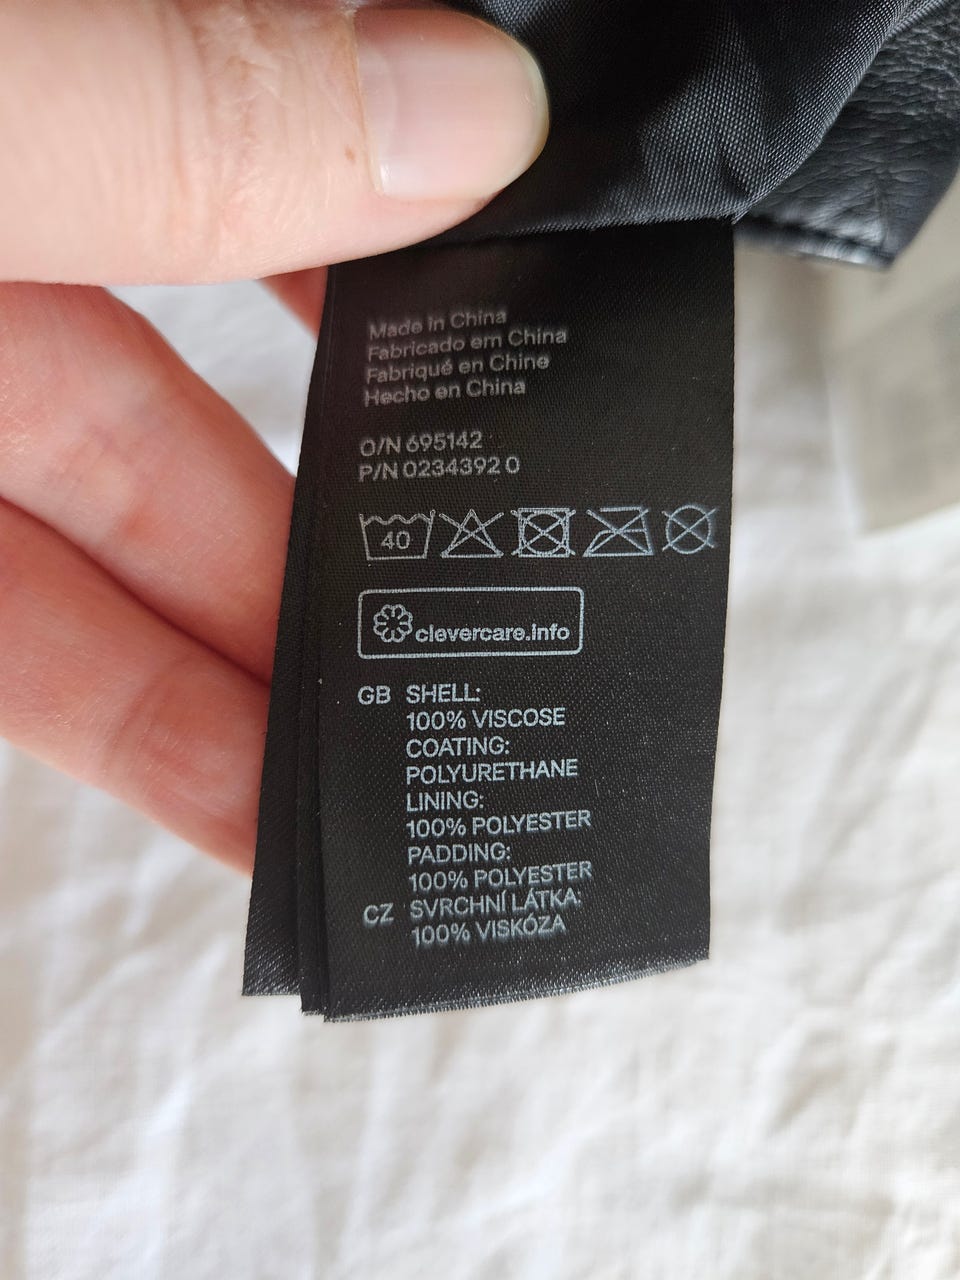 Made in China
Fabricado em China
Fabriqué en Chine
Hecho en China
O/N 695142
P/N 0234392 0
40
clevercare.info
GB SHELL:
100% VISCOSE
COATING:
POLYURETHANE
LINING:
100% POLYESTER
PADDING:
100% POLYESTER
CZ SVRCHNÍ LÁTKA:
100% VISKÓZA